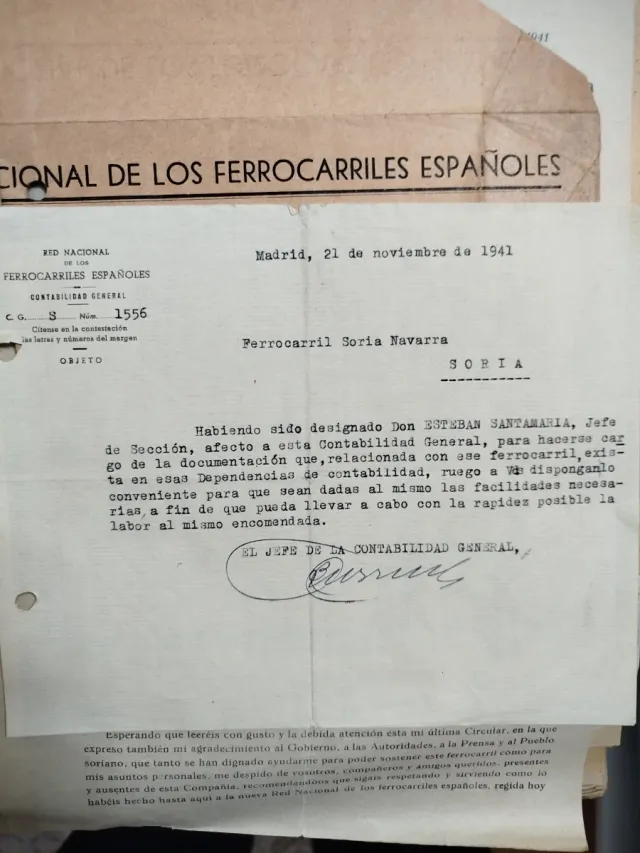 1941
CIONAL DE LOS FERROCARRILES ESPAÑOLES
RED NACIONAL
DE LOS
FERROCARRILES ESPAÑOLES
CONTABILIDAD GENERAL
C. G. S Núm. 1556
Cítense en la contestación
las letras y números del margen
OBJETO
Madrid, 21 de noviembre de 1941
Ferrocarril Soria Navarra
S O R I A
Habiendo sido designado Don ESTEBAN SANTAMARIA, Jefe
de Sección, afecto a esta Contabilidad General, para hacerse car
go de la documentación que, relacionada con ese ferrocarril, exis-
ta en esas Dependencias de contabilidad, ruego a Vds dispongan lo
conveniente para que sean dadas al mismo las facilidades necesa-
rias, a fin de que pueda llevar a cabo con la rapidez posible la
labor al mismo encomendada.
EL JEFE DE LA CONTABILIDAD GENERAL,
Esperando que leeréis con gusto y la debida atención esta mi última Circular, en la que
expreso también mi agradecimiento al Gobierno, a las Autoridades, a la Prensa y al Pueblo
soriano, que tanto se han dignado ayudarme para poder sostener este ferrocarril como para
mis asuntos personales, me despido de vosotros, compañeros y amigos queridos, presentes
y ausentes de esta Compañía, recomendándoos que sigáis respetando y sirviendo como lo
habéis hecho hasta aquí a la nueva Red Nacional de los ferrocarriles españoles, regida hoy